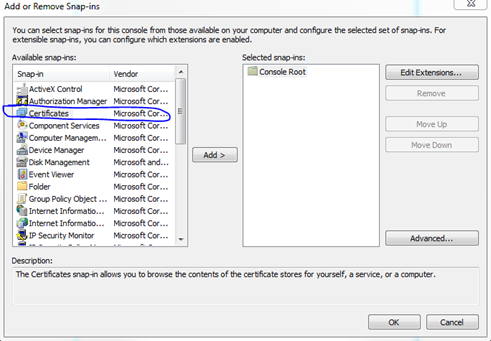 Add or Remove Snap-ins
You can select snap-ins for this console from those available on your computer and configure the selected set of snap-ins. For
extensible snap-ins, you can configure which extensions are enabled.
Available snap-ins:
Selected snap-ins:
Snap-in Vendor
ActiveX Control Microsoft Cor...
Authorization Manager Microsoft Cor...
Certificates Microsoft Cor...
Component Services Microsoft Cor...
Computer Managem... Microsoft Cor...
Device Manager Microsoft Cor...
Disk Management Microsoft and...
Event Viewer Microsoft Cor...
Folder Microsoft Cor...
Group Policy Object ... Microsoft Cor...
Internet Informatio... Microsoft Cor...
Internet Informatio... Microsoft Cor...
IP Security Monitor Microsoft Cor...
Add >
Console Root
Edit Extensions...
Remove
Move Up
Move Down
Advanced...
Description:
The Certificates snap-in allows you to browse the contents of the certificate stores for yourself, a service, or a computer.
OK Cancel